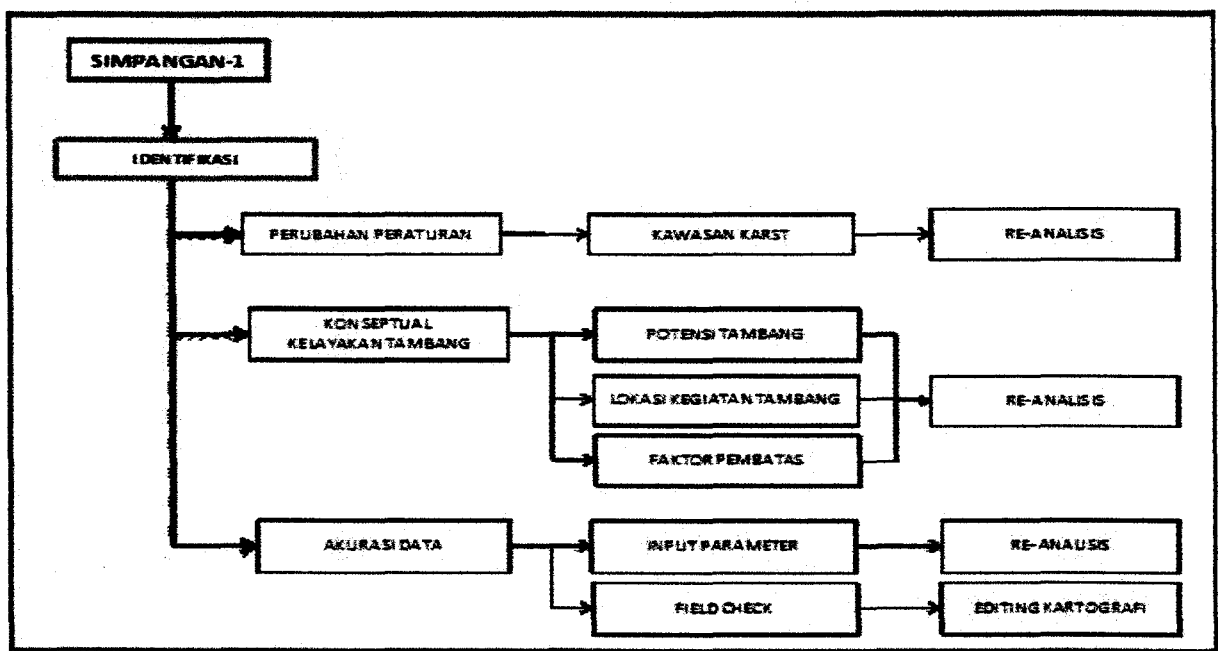 SIMPANGAN-1
IDENTIFIKASI
PERUBAHAN PERATURAN
KAWASAN KARST
RE-ANALISIS
KONSEPTUAL
KELAYAKAN TAMBANG
POTENSI TAMBANG
LOKASI KEGIATAN TAMBANG
RE-ANALISIS
FAKTOR PEMBATAS
AKURASI DATA
INPUT PARAMETER
RE-ANALISIS
FIELD CHECK
EDITING KARTOGRAFI